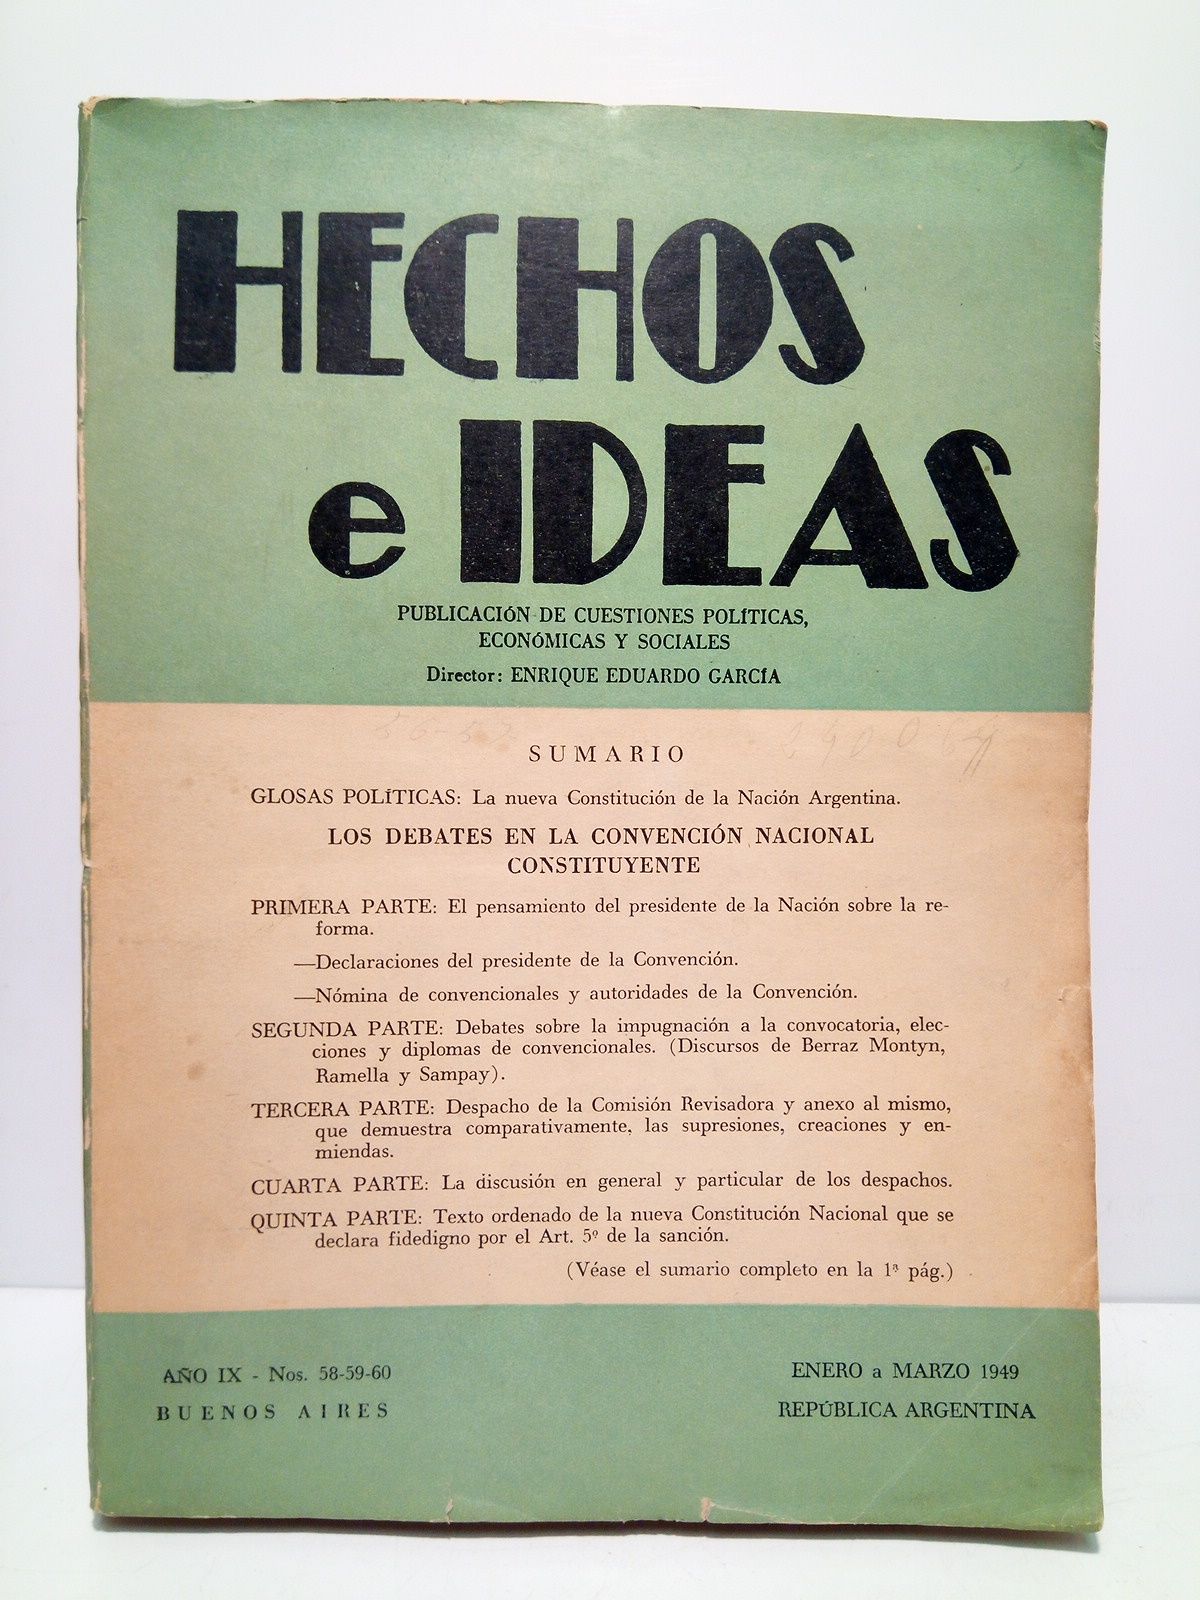 HECHOS
e IDEAS
PUBLICACIÓN DE CUESTIONES POLÍTICAS,
ECONÓMICAS Y SOCIALES
Director: ENRIQUE EDUARDO GARCÍA
SUMARIO
GLOSAS POLÍTICAS: La nueva Constitución de la Nación Argentina.
LOS DEBATES EN LA CONVENCIÓN NACIONAL
CONSTITUYENTE
PRIMERA PARTE: El pensamiento del presidente de la Nación sobre la re-
forma.
—Declaraciones del presidente de la Convención.
—Nómina de convencionales y autoridades de la Convención.
SEGUNDA PARTE: Debates sobre la impugnación a la convocatoria, elec-
ciones y diplomas de convencionales. (Discursos de Berraz Montyn,
Ramella y Sampay).
TERCERA PARTE: Despacho de la Comisión Revisadora y anexo al mismo,
que demuestra comparativamente, las supresiones, creaciones y en-
miendas.
CUARTA PARTE: La discusión en general y particular de los despachos.
QUINTA PARTE: Texto ordenado de la nueva Constitución Nacional que se
declara fidedigno por el Art. 5º de la sanción.
(Véase el sumario completo en la 1ª pág.)
AÑO IX - Nos. 58-59-60
BUENOS AIRES
ENERO a MARZO 1949
REPÚBLICA ARGENTINA